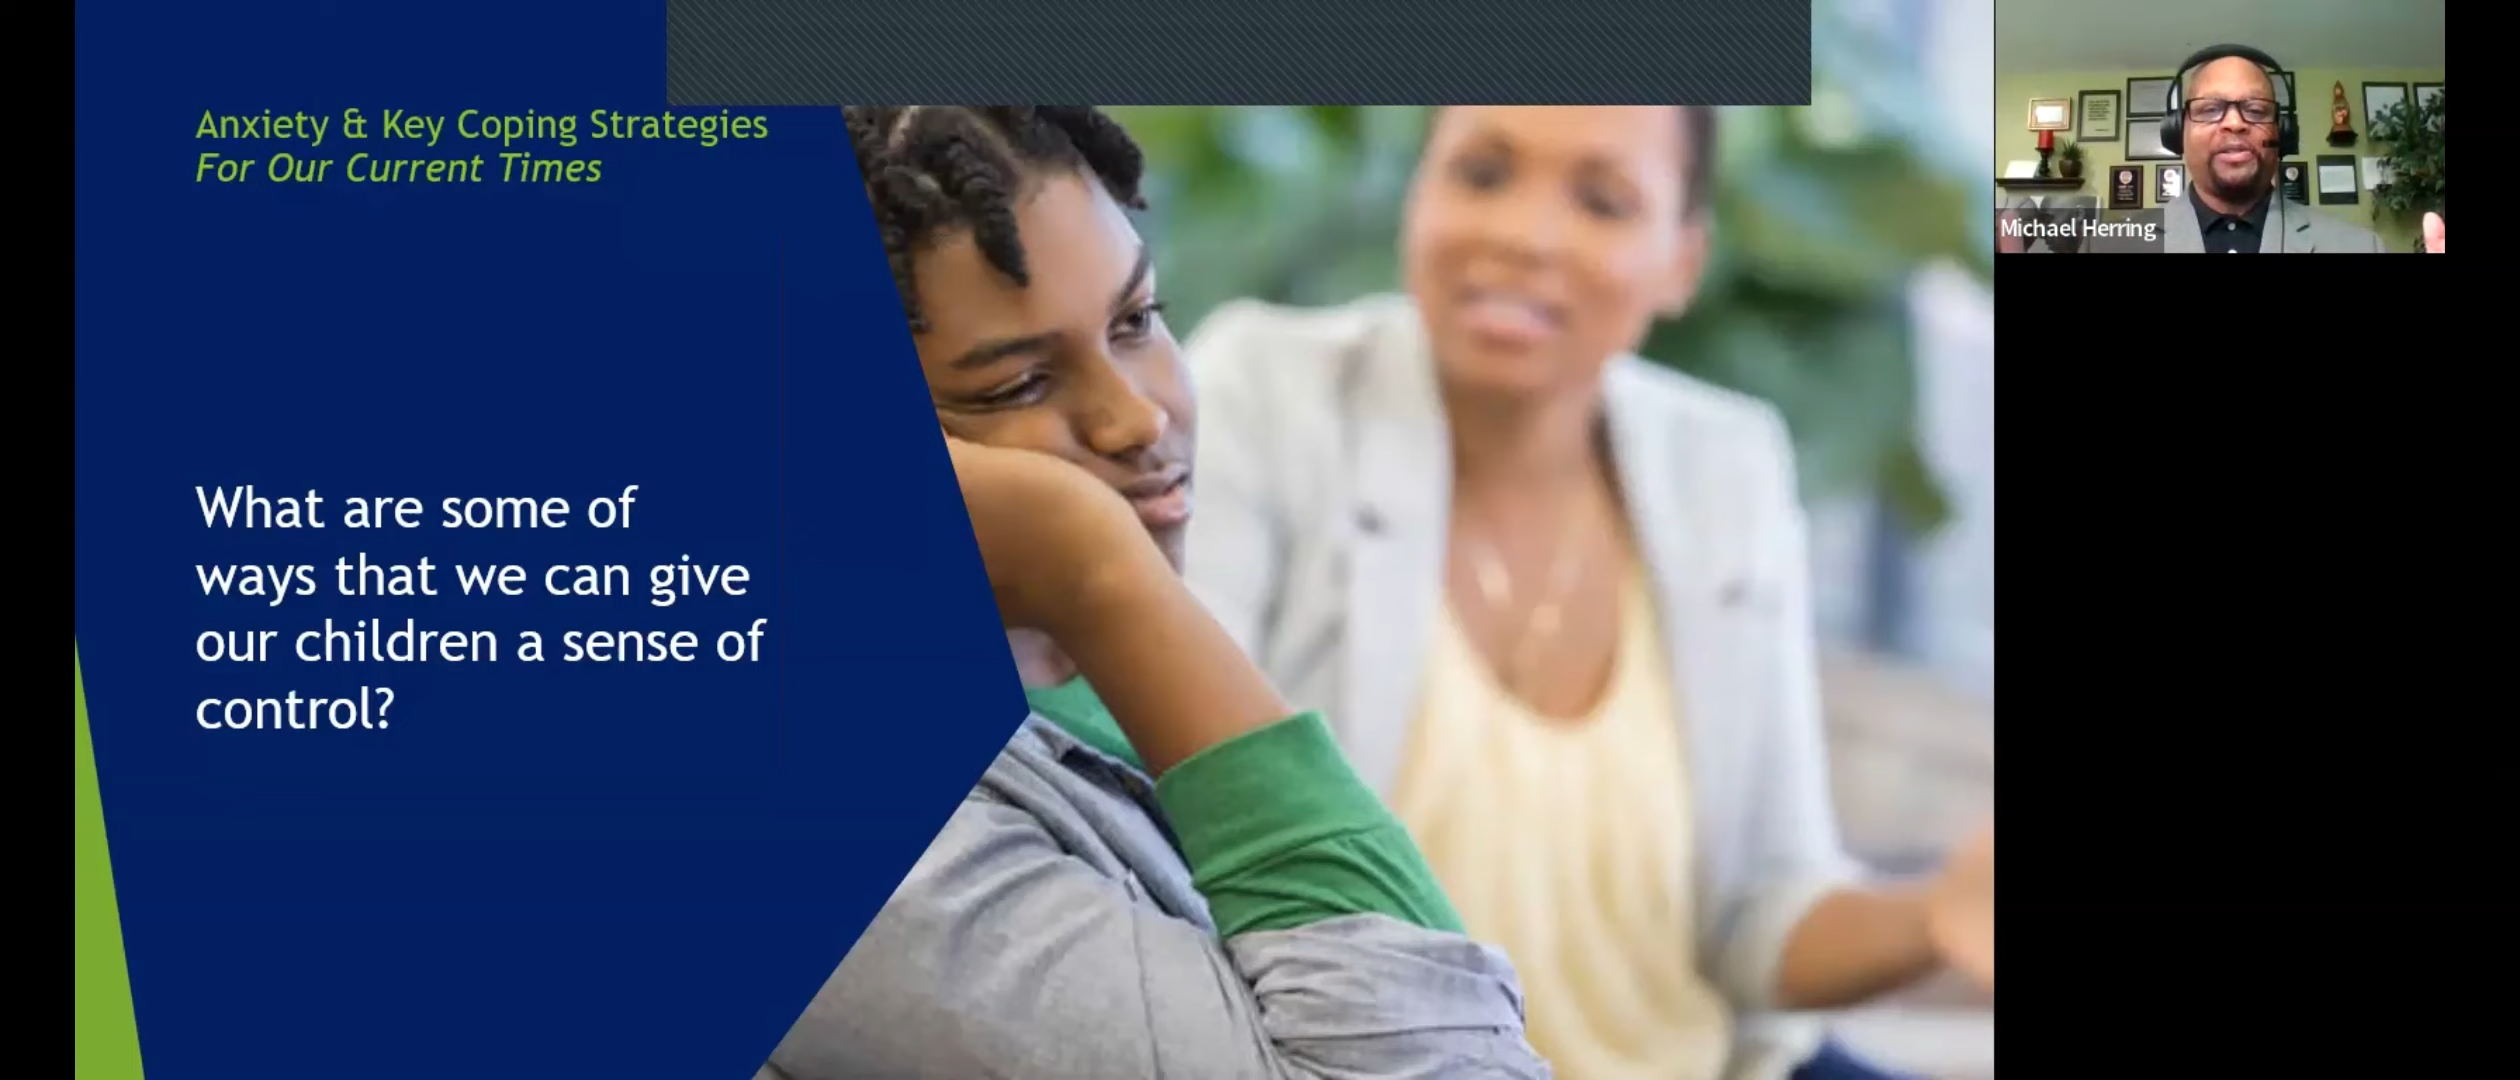 Anxiety & Key Coping Strategies
For Our Current Times
What are some of
ways that we can give
our children a sense of
control?
Michael Herring